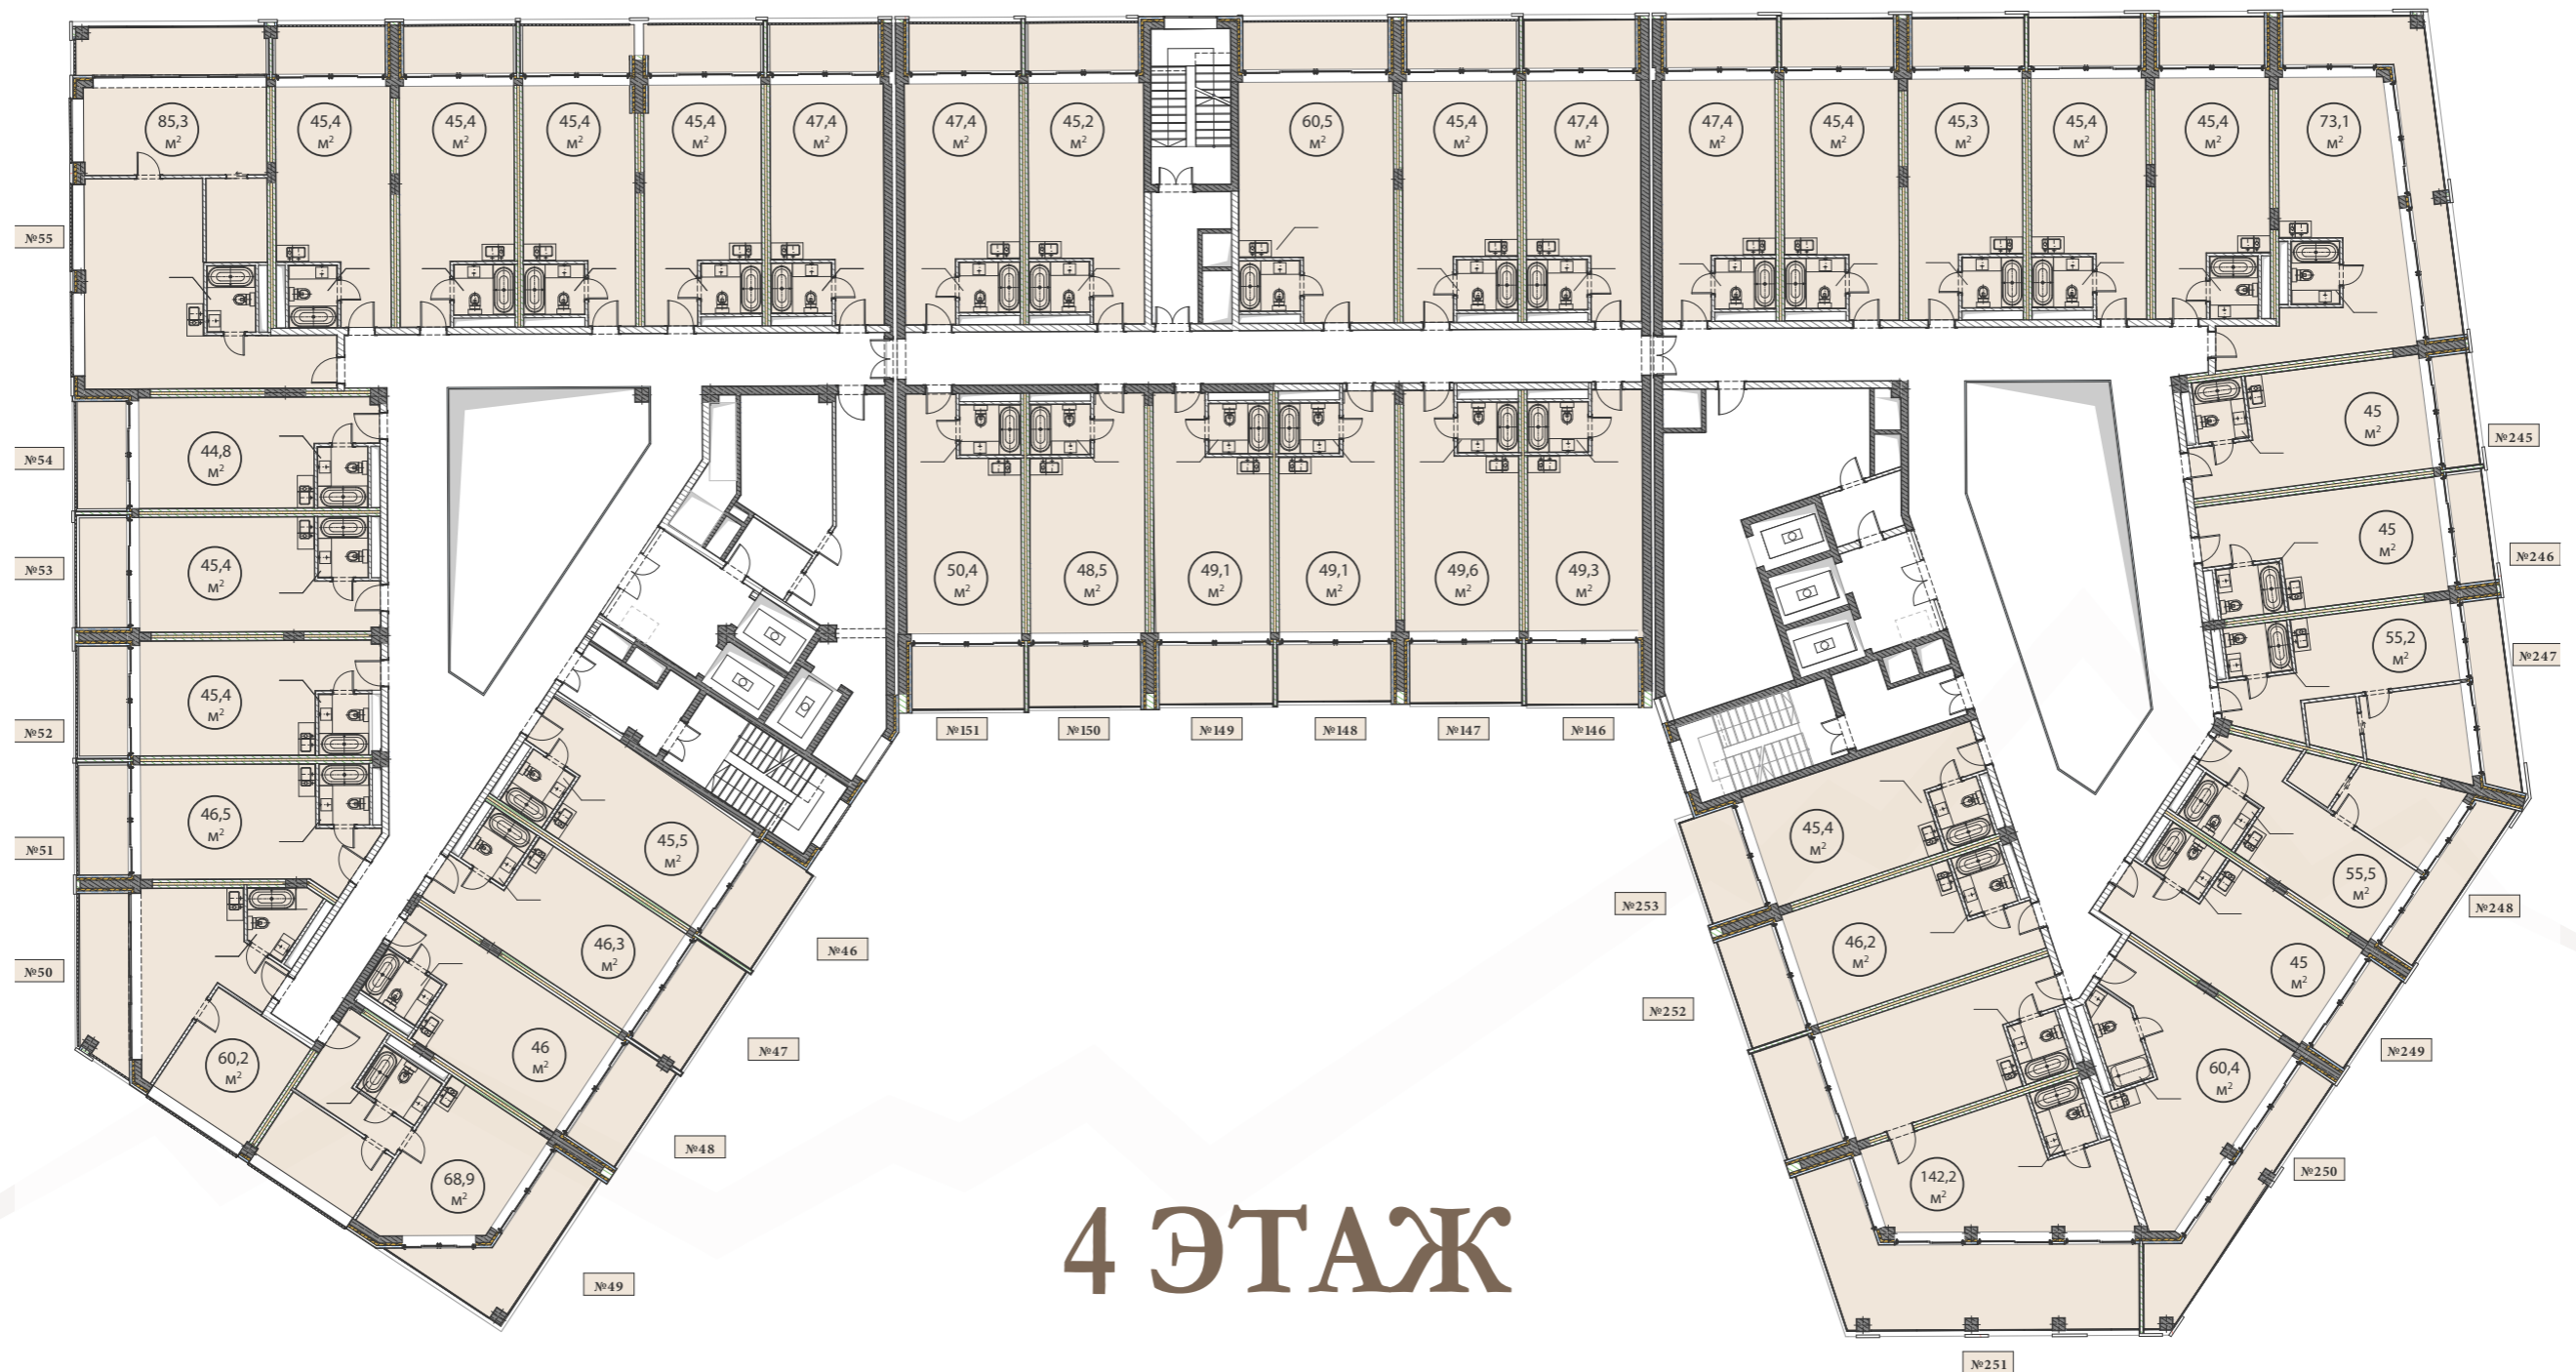 85,3 м²
45,4 м²
45,4 м²
45,4 м²
45,4 м²
47,4 м²
47,4 м²
45,2 м²
60,5 м²
45,4 м²
47,4 м²
47,4 м²
45,4 м²
45,3 м²
45,4 м²
45,4 м²
73,1 м²
№55
№54
44,8 м²
№53
45,4 м²
№52
45,4 м²
№51
46,5 м²
№50
60,2 м²
45,5 м²
№46
46,3 м²
№47
46 м²
№48
68,9 м²
№49
50,4 м²
48,5 м²
49,1 м²
49,1 м²
49,6 м²
49,3 м²
№151
№150
№149
№148
№147
№146
45 м²
№245
45 м²
№246
55,2 м²
№247
55,5 м²
№248
45 м²
№249
60,4 м²
№250
45,4 м²
№253
46,2 м²
№252
142,2 м²
№251
4 ЭТАЖ